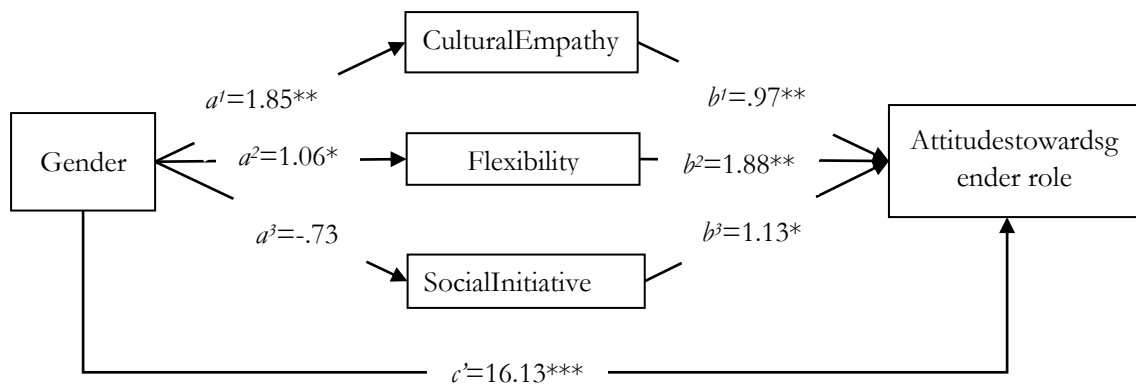 CulturalEmpathy
a¹=1.85**
b¹=.97**
Gender
a²=1.06*
Flexibility
b²=1.88**
Attitudestowardsg
ender role
a³=-.73
b³=1.13*
SocialInitiative
c’=16.13***